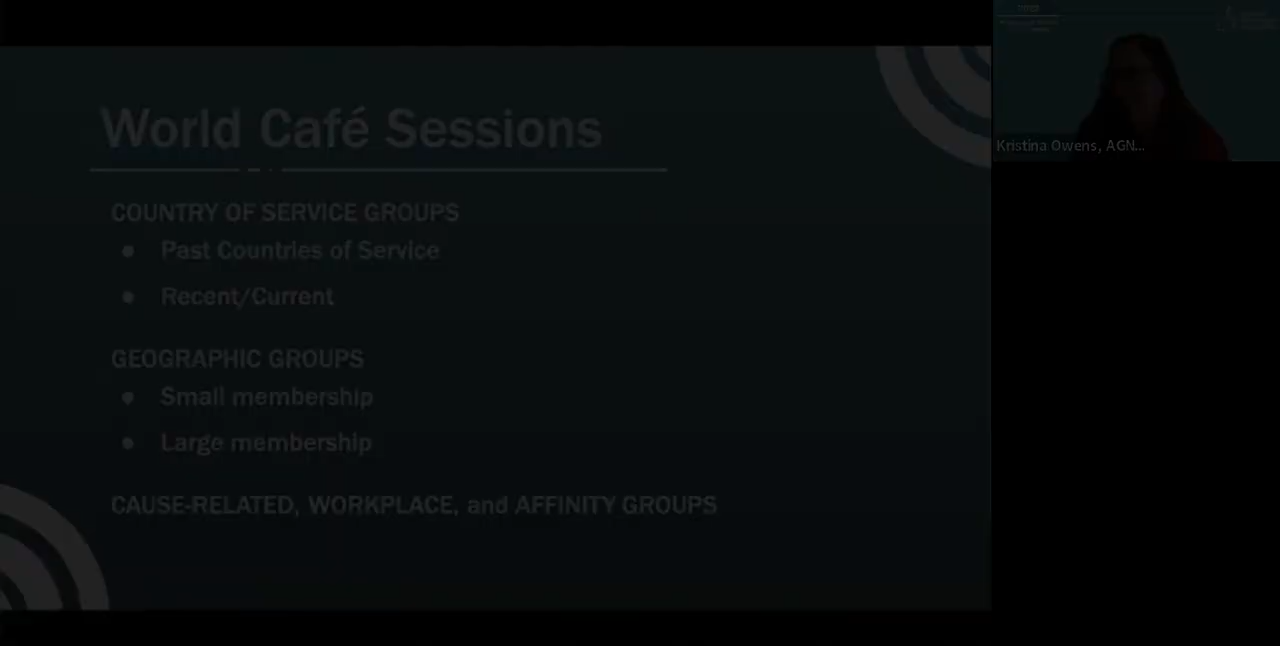 World Café Sessions
COUNTRY OF SERVICE GROUPS
● Past Countries of Service
● Recent/Current
GEOGRAPHIC GROUPS
● Small membership
● Large membership
CAUSE-RELATED, WORKPLACE, and AFFINITY GROUPS
Kristina Owens, AGN...